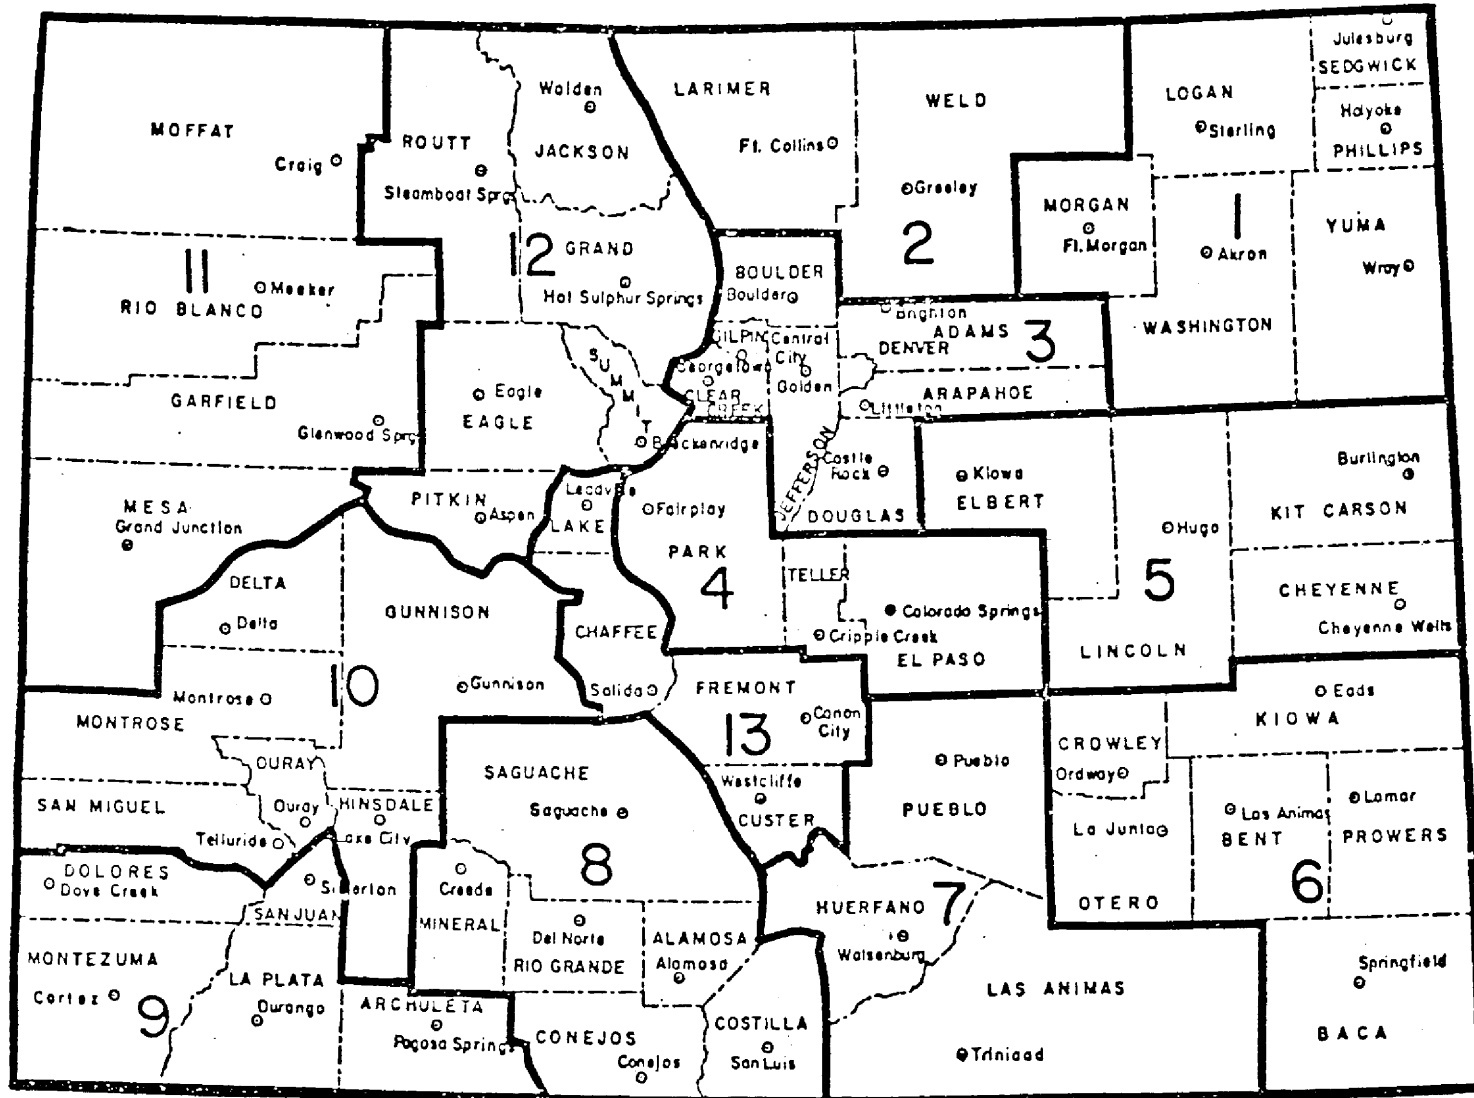 Julesburg
SEDGWICK
Walden
LARIMER
WELD
LOGAN
Holyoke
MOFFAT
Craig
ROUTT
JACKSON
Ft. Collins
Sterling
PHILLIPS
Steamboat Sprgs
Greeley
MORGAN
Ft. Morgan
1
YUMA
2
12
GRAND
Akron
Wray
11
Meeker
RIO BLANCO
Hot Sulphur Springs
BOULDER
Boulder
Brighton
ADAMS
3
WASHINGTON
GILPIN
Central
City
DENVER
SUMMIT
Georgetown
Golden
CLEAR
CREEK
ARAPAHOE
Littleton
GARFIELD
Eagle
EAGLE
Glenwood Sprgs
Breckenridge
JEFFERSON
Castle
Rock
Kiowa
ELBERT
Burlington
MESA
Grand Junction
PITKIN
Aspen
Leadville
LAKE
Fairplay
DOUGLAS
Hugo
KIT CARSON
PARK
4
TELLER
5
DELTA
Delta
GUNNISON
CHAFFEE
Colorado Springs
Cripple Creek
EL PASO
CHEYENNE
Cheyenne Wells
LINCOLN
10
Montrose
Gunnison
Salida
FREMONT
Eads
KIOWA
MONTROSE
13
Canon
City
OURAY
CROWLEY
Ordway
SAGUACHE
Saguache
Westcliffe
CUSTER
Pueblo
PUEBLO
SAN MIGUEL
Ouray
HINSDALE
Telluride
Lake City
Las Animas
BENT
Lamar
PROWERS
La Junta
DOLORES
Dove Creek
Silverton
SAN JUAN
Creede
MINERAL
8
6
OTERO
HUERFANO
7
Walsenburg
Del Norte
RIO GRANDE
ALAMOSA
Alamosa
MONTEZUMA
Cortez
9
LA PLATA
Durango
ARCHULETA
Pagosa Springs
CONEJOS
Conejos
COSTILLA
San Luis
LAS ANIMAS
Trinidad
Springfield
BACA